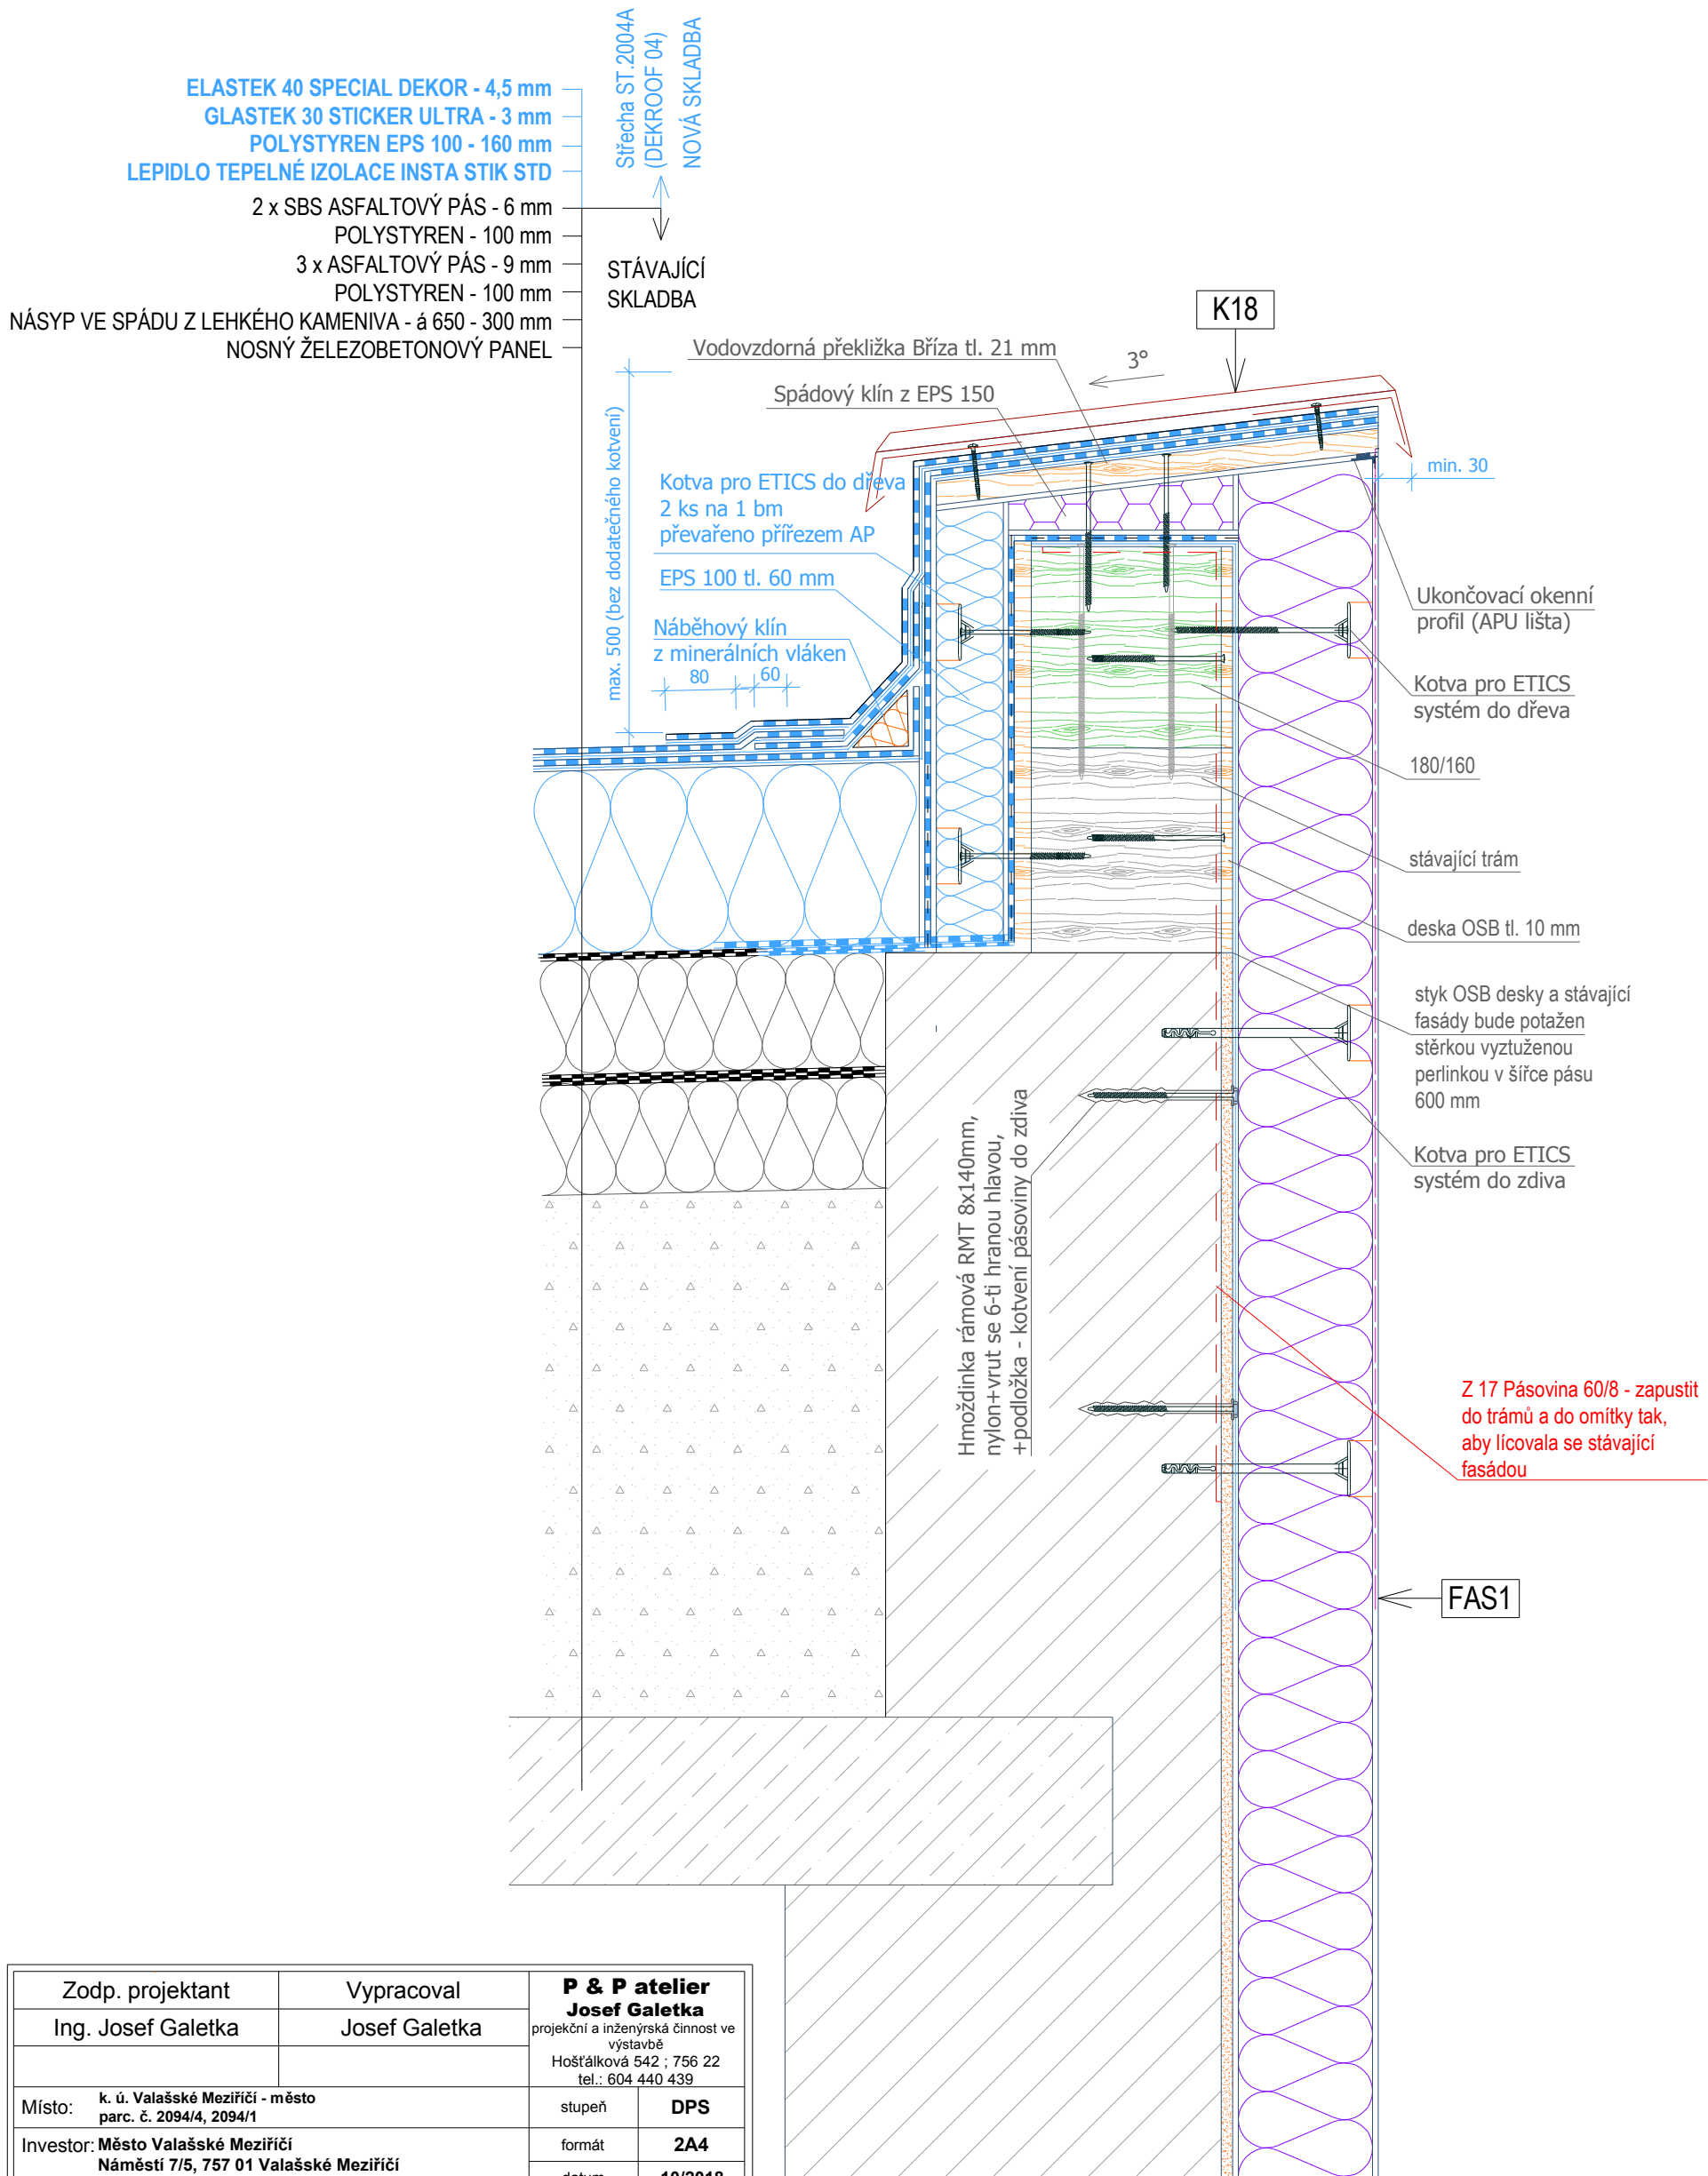 ELASTEK 40 SPECIAL DEKOR - 4,5 mm
GLASTEK 30 STICKER ULTRA - 3 mm
POLYSTYREN EPS 100 - 160 mm
LEPIDLO TEPELNÉ IZOLACE INSTA STIK STD
2 x SBS ASFALTOVÝ PÁS - 6 mm
POLYSTYREN - 100 mm
3 x ASFALTOVÝ PÁS - 9 mm
POLYSTYREN - 100 mm
NÁSYP VE SPÁDU Z LEHKÉHO KAMENIVA - á 650 - 300 mm
NOSNÝ ŽELEZOBETONOVÝ PANEL
Střecha ST.2004A
(DEKROOF 04)
NOVÁ SKLADBA
STÁVAJÍCÍ
SKLADBA
K18
3°
Vodovzdorná překližka Bříza tl. 21 mm
Spádový klín z EPS 150
max. 500 (bez dodatečného kotvení)
Kotva pro ETICS do dřeva
2 ks na 1 bm
převařeno přířezem AP
EPS 100 tl. 60 mm
Náběhový klín
z minerálních vláken
80
60
min. 30
Ukončovací okenní
profil (APU lišta)
Kotva pro ETICS
systém do dřeva
180/160
stávající trám
deska OSB tl. 10 mm
styk OSB desky a stávající
fasády bude potažen
stěrkou vyztuženou
perlinkou v šířce pásu
600 mm
Kotva pro ETICS
systém do zdiva
Hmoždinka rámová RMT 8x140mm,
nylon+vrut se 6-ti hranou hlavou,
+podložka - kotvení pásoviny do zdiva
Z 17 Pásovina 60/8 - zapustit
do trámů a do omítky tak,
aby lícovala se stávající
fasádou
FAS1
Zodp. projektant
Vypracoval
Ing. Josef Galetka
Josef Galetka
P & P atelier
Josef Galetka
projekční a inženýrská činnost ve
výstavbě
Hošťálková 542 ; 756 22
tel.: 604 440 439
Místo: k. ú. Valašské Meziříčí - město
parc. č. 2094/4, 2094/1
stupeň DPS
Investor: Město Valašské Meziříčí
Náměstí 7/5, 757 01 Valašské Meziříčí
formát 2A4
datum 10/2018